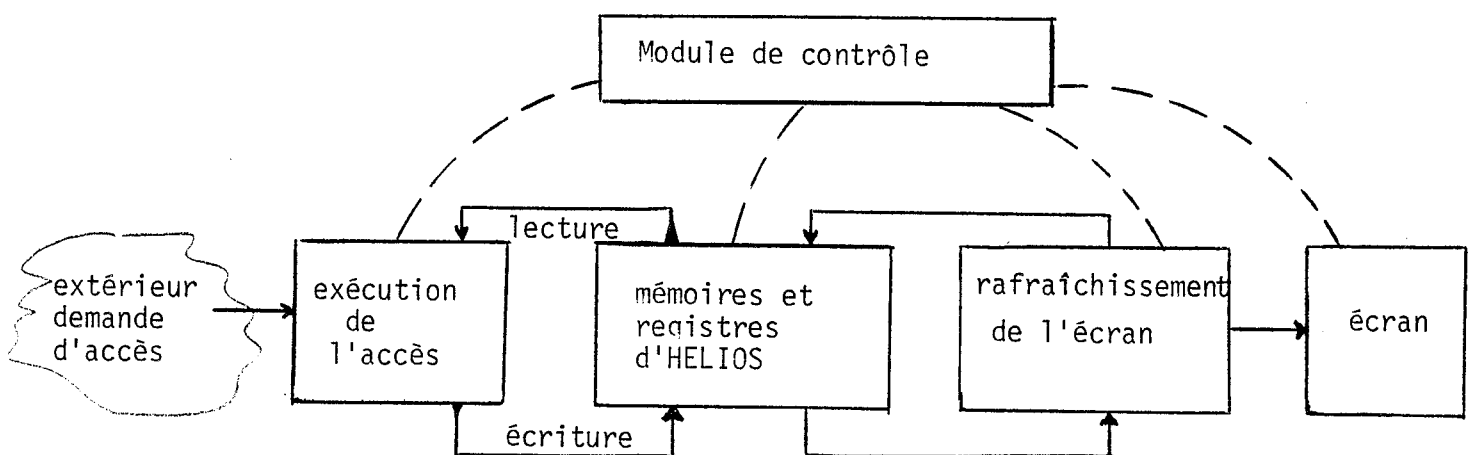 Module de contrôle
lecture
extérieur
demande
d'accès
exécution
de
l'accès
mémoires et
registres
d'HELIOS
rafraîchissement
de l'écran
écran
écriture